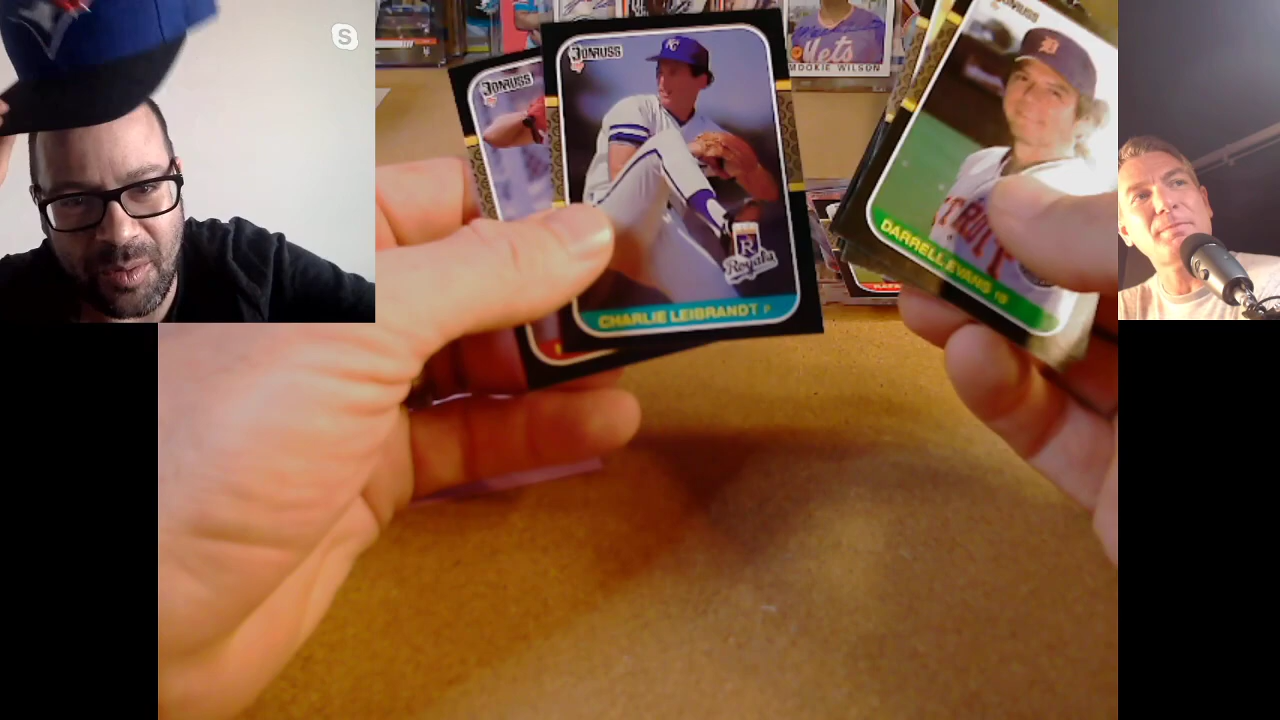 Mets
MOOKIE WILSON
DONRUSS
DONRUSS
DONRUSS
KC
D
R
Royals
CHARLIE LEIBRANDT P
DARRELL EVANS 1B
S